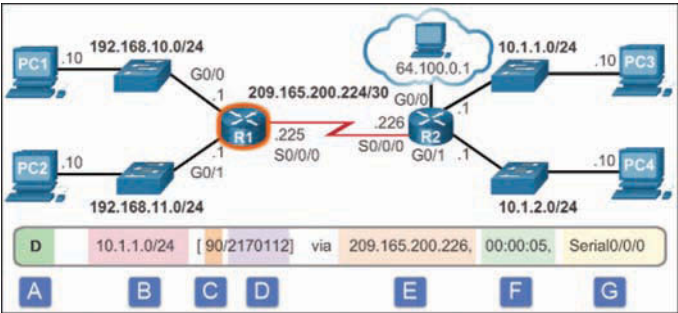 192.168.10.0/24
10.1.1.0/24
PC1
.10
G0/0
.1
64.100.0.1
.10
PC3
209.165.200.224/30
G0/0
.1
R1
.225
S0/0/0
.226
S0/0/0
R2
G0/1
PC2
.10
.1
G0/1
.1
.10
PC4
192.168.11.0/24
10.1.2.0/24
D 10.1.1.0/24 [ 90/2170112] via 209.165.200.226, 00:00:05, Serial0/0/0
A B C D E F G